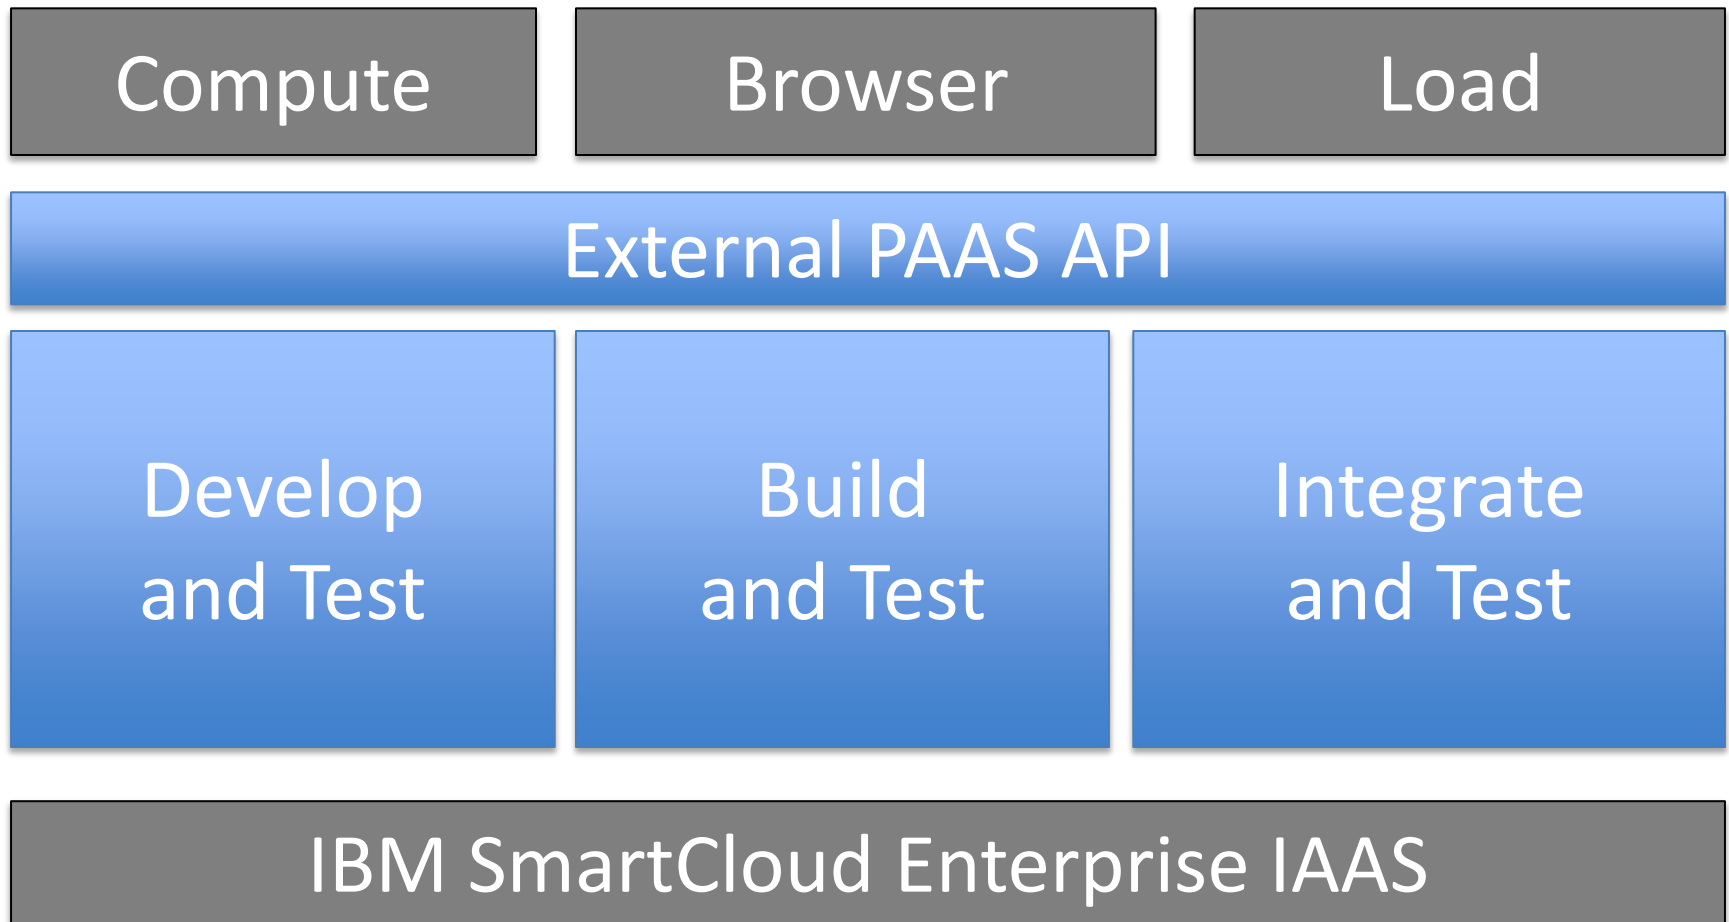 Compute
Browser
Load
External PAAS API
Develop
and Test
Build
and Test
Integrate
and Test
IBM SmartCloud Enterprise IAAS